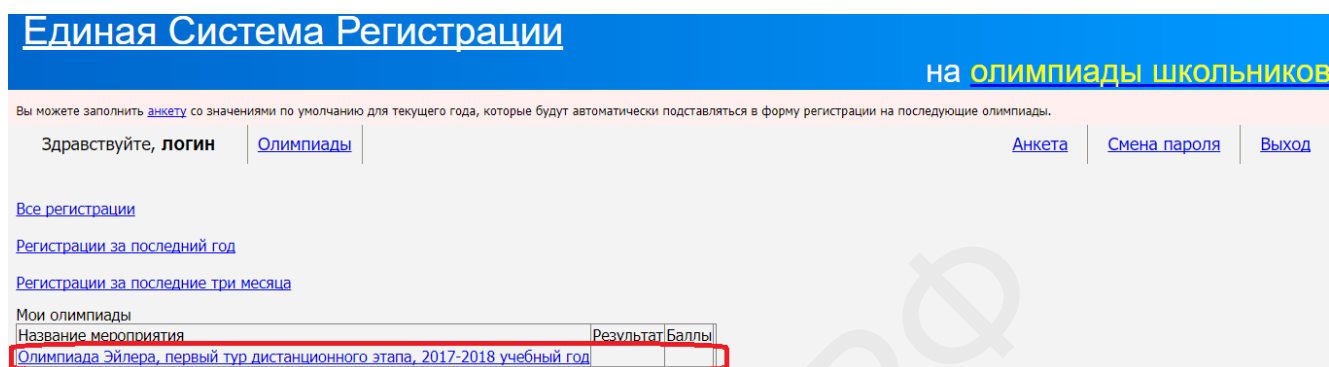 Единая Система Регистрации
на олимпиады школьников
Вы можете заполнить анкету со значениями по умолчанию для текущего года, которые будут автоматически подставляться в форму регистрации на последующие олимпиады.
Здравствуйте, логин Олимпиады Анкета Смена пароля Выход
Все регистрации
Регистрации за последний год
Регистрации за последние три месяца
Мои олимпиады
Название мероприятия Результат Баллы
Олимпиада Эйлера, первый тур дистанционного этапа, 2017-2018 учебный год